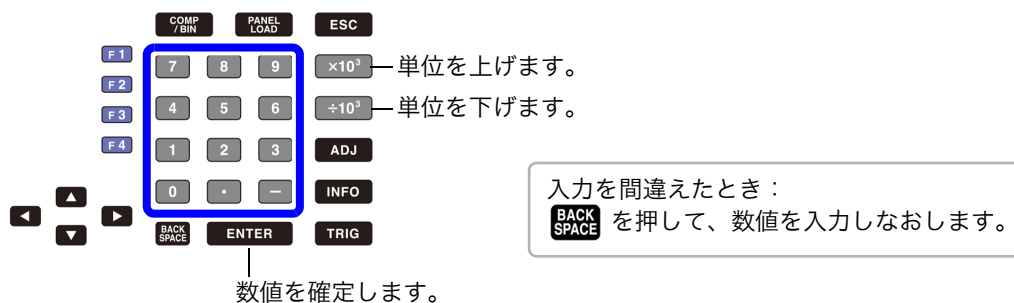 COMP /BIN PANEL LOAD ESC
F1 7 8 9 ×10³ 単位を上げます。
F2
F3 4 5 6 ÷10³ 単位を下げます。
F4 1 2 3 ADJ
0 · − INFO
BACK SPACE ENTER TRIG
数値を確定します。
入力を間違えたとき：
BACK SPACE を押して、数値を入力しなおします。